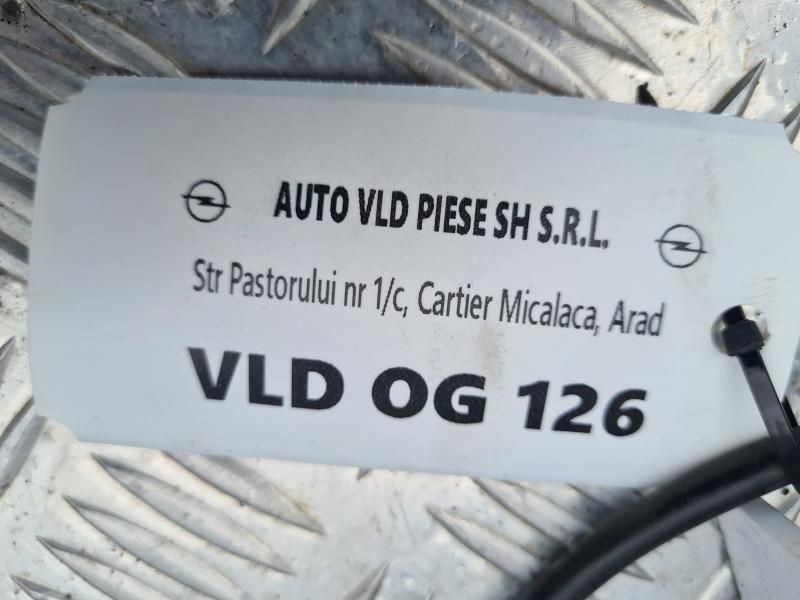 AUTO VLD PIESE SH S.R.L.
Str Pastorului nr 1/c, Cartier Micalaca, Arad
VLD OG 126